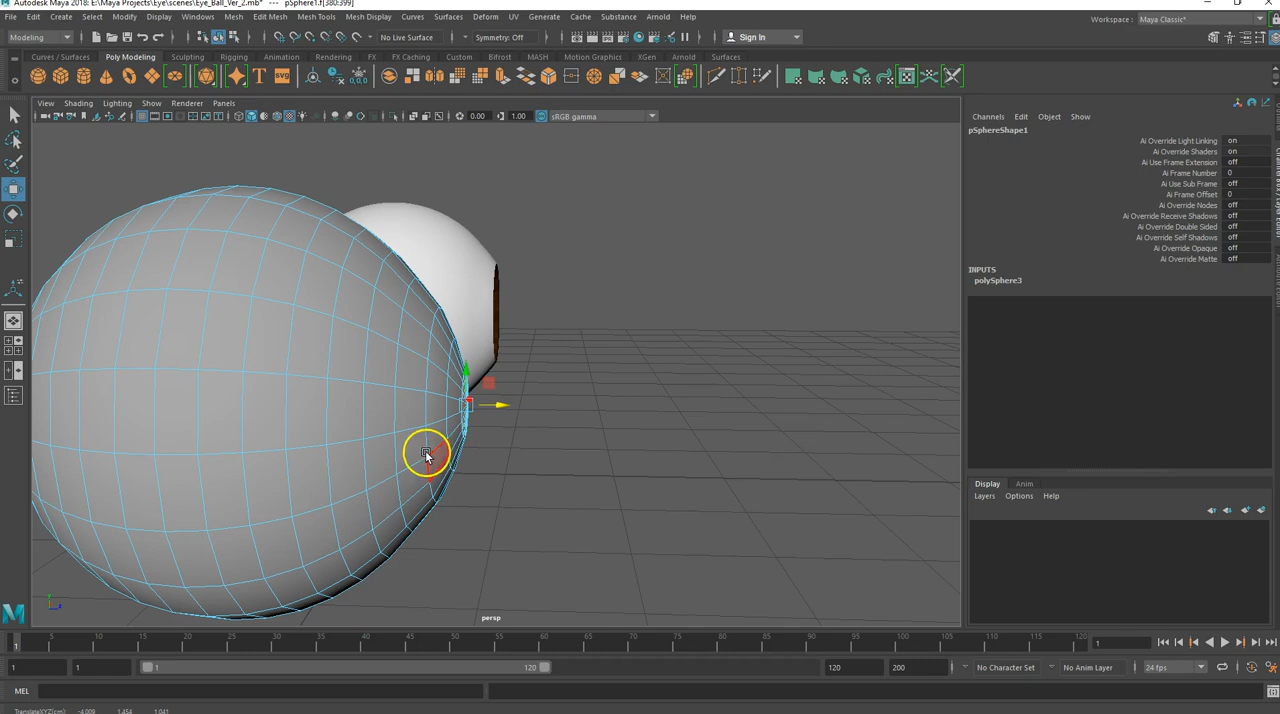 Autodesk Maya 2018: E:\Maya Projects\Eye\scenes\Eye_Ball_Ver_2.mb* --- pSphere1.f[380:399]
File Edit Create Select Modify Display Windows Mesh Edit Mesh Mesh Tools Mesh Display Curves Surfaces Deform UV Generate Cache Substance Arnold Help
Workspace : Maya Classic*
Modeling No Live Surface Symmetry: Off Sign In
Curves / Surfaces Poly Modeling Sculpting Rigging Animation Rendering FX FX Caching Custom Bifrost MASH Motion Graphics XGen Arnold Surfaces
View Shading Lighting Show Renderer Panels
0.00 1.00 sRGB gamma
Channels Edit Object Show
pSphereShape1
Ai Override Light Linking on
Ai Override Shaders on
Ai Use Frame Extension off
Ai Frame Number 0
Ai Use Sub Frame off
Ai Frame Offset 0
Ai Override Nodes off
Ai Override Receive Shadows off
Ai Override Double Sided off
Ai Override Self Shadows off
Ai Override Opaque off
Ai Override Matte off
INPUTS
polySphere3
Display Anim
Layers Options Help
persp
5 10 15 20 25 30 35 40 45 50 55 60 65 70 75 80 85 90 95 100 105 110 115 120
1 1
1 1 1 120 120 200 No Character Set No Anim Layer 24 fps
MEL
TranslateXYZ(cm): -4.009 1.454 1.041